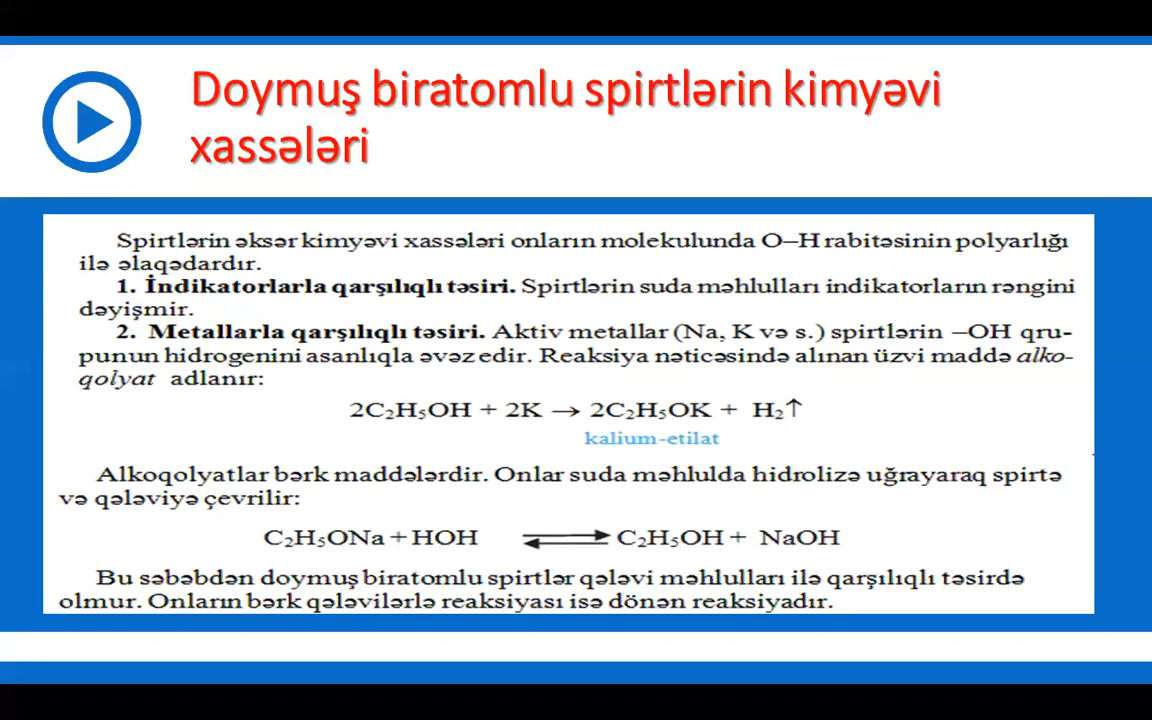 Doymuş biratomlu spirtlərin kimyəvi
xassələri
Spirtlərin əksər kimyəvi xassələri onların molekulunda O–H rabitəsinin polyarlığı
ilə əlaqədardır.
1. İndikatorlarla qarşılıqlı təsiri. Spirtlərin suda məhlulları indikatorların rəngini
dəyişmir.
2. Metallarla qarşılıqlı təsiri. Aktiv metallar (Na, K və s.) spirtlərin –OH qru-
punun hidrogenini asanlıqla əvəz edir. Reaksiya nəticəsində alınan üzvi maddə alko-
qolyat adlanır:
2C₂H₅OH + 2K → 2C₂H₅OK + H₂↑
kalium-etilat
Alkoqolyatlar bərk maddələrdir. Onlar suda məhlulda hidrolizə uğrayaraq spirtə
və qələviyə çevrilir:
C₂H₅ONa + HOH ⇌ C₂H₅OH + NaOH
Bu səbəbdən doymuş biratomlu spirtlər qələvi məhlulları ilə qarşılıqlı təsirdə
olmur. Onların bərk qələvilərlə reaksiyası isə dönən reaksiyadır.